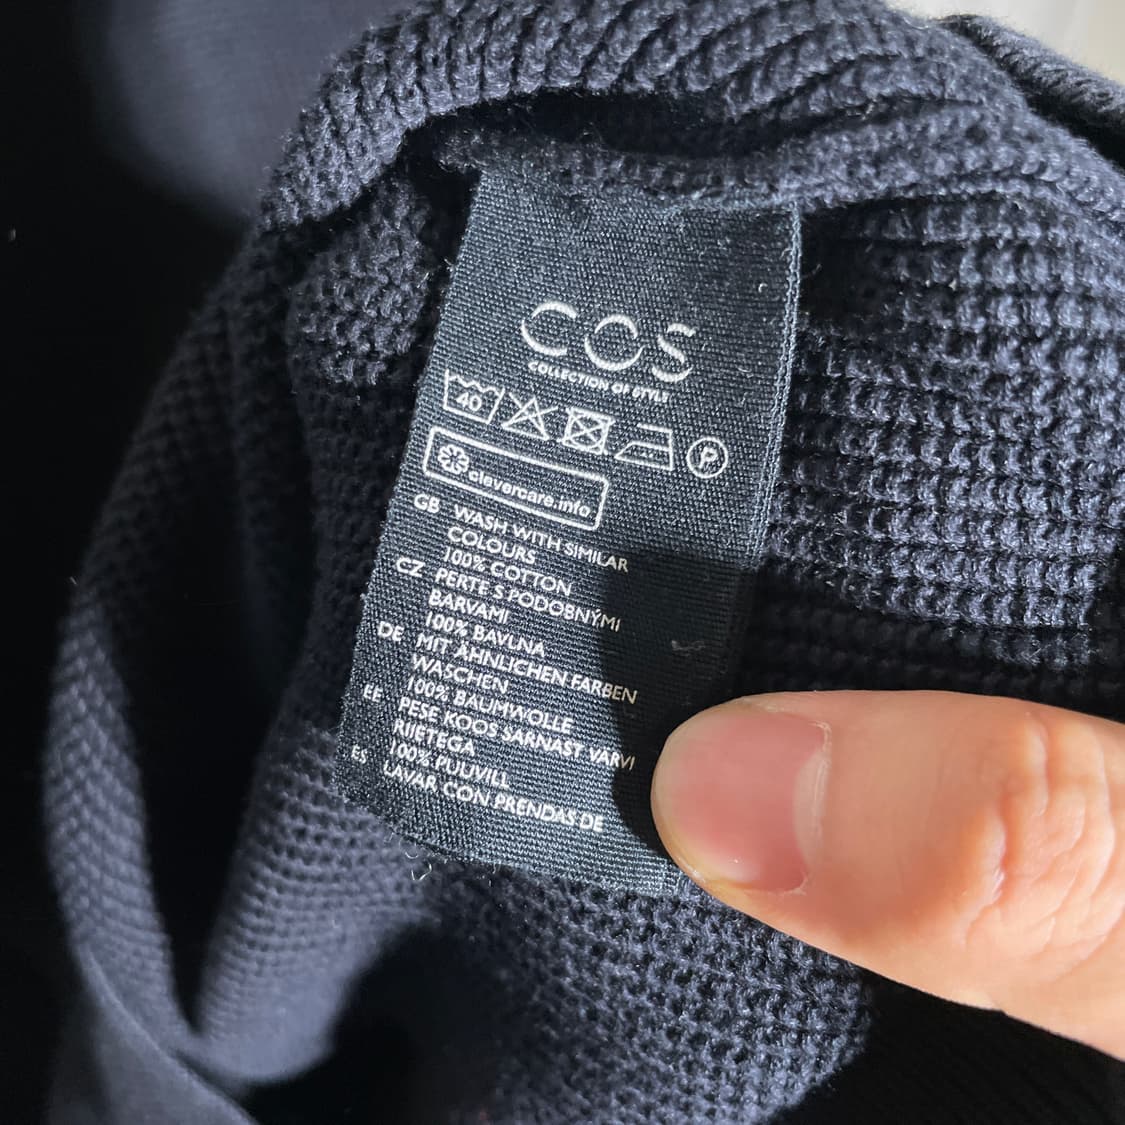 COS
COLLECTION OF STYLE
40 P
clevercare.info
GB WASH WITH SIMILAR
COLOURS
100% COTTON
CZ PERTE S PODOBNÝMI
BARVAMI
100% BAVLNA
DE MIT ÄHNLICHEN FARBEN
WASCHEN
100% BAUMWOLLE
EE PESE KOOS SARNAST VÄRVI
RIIETEGA
100% PUUVILL
ES LAVAR CON PRENDAS DE